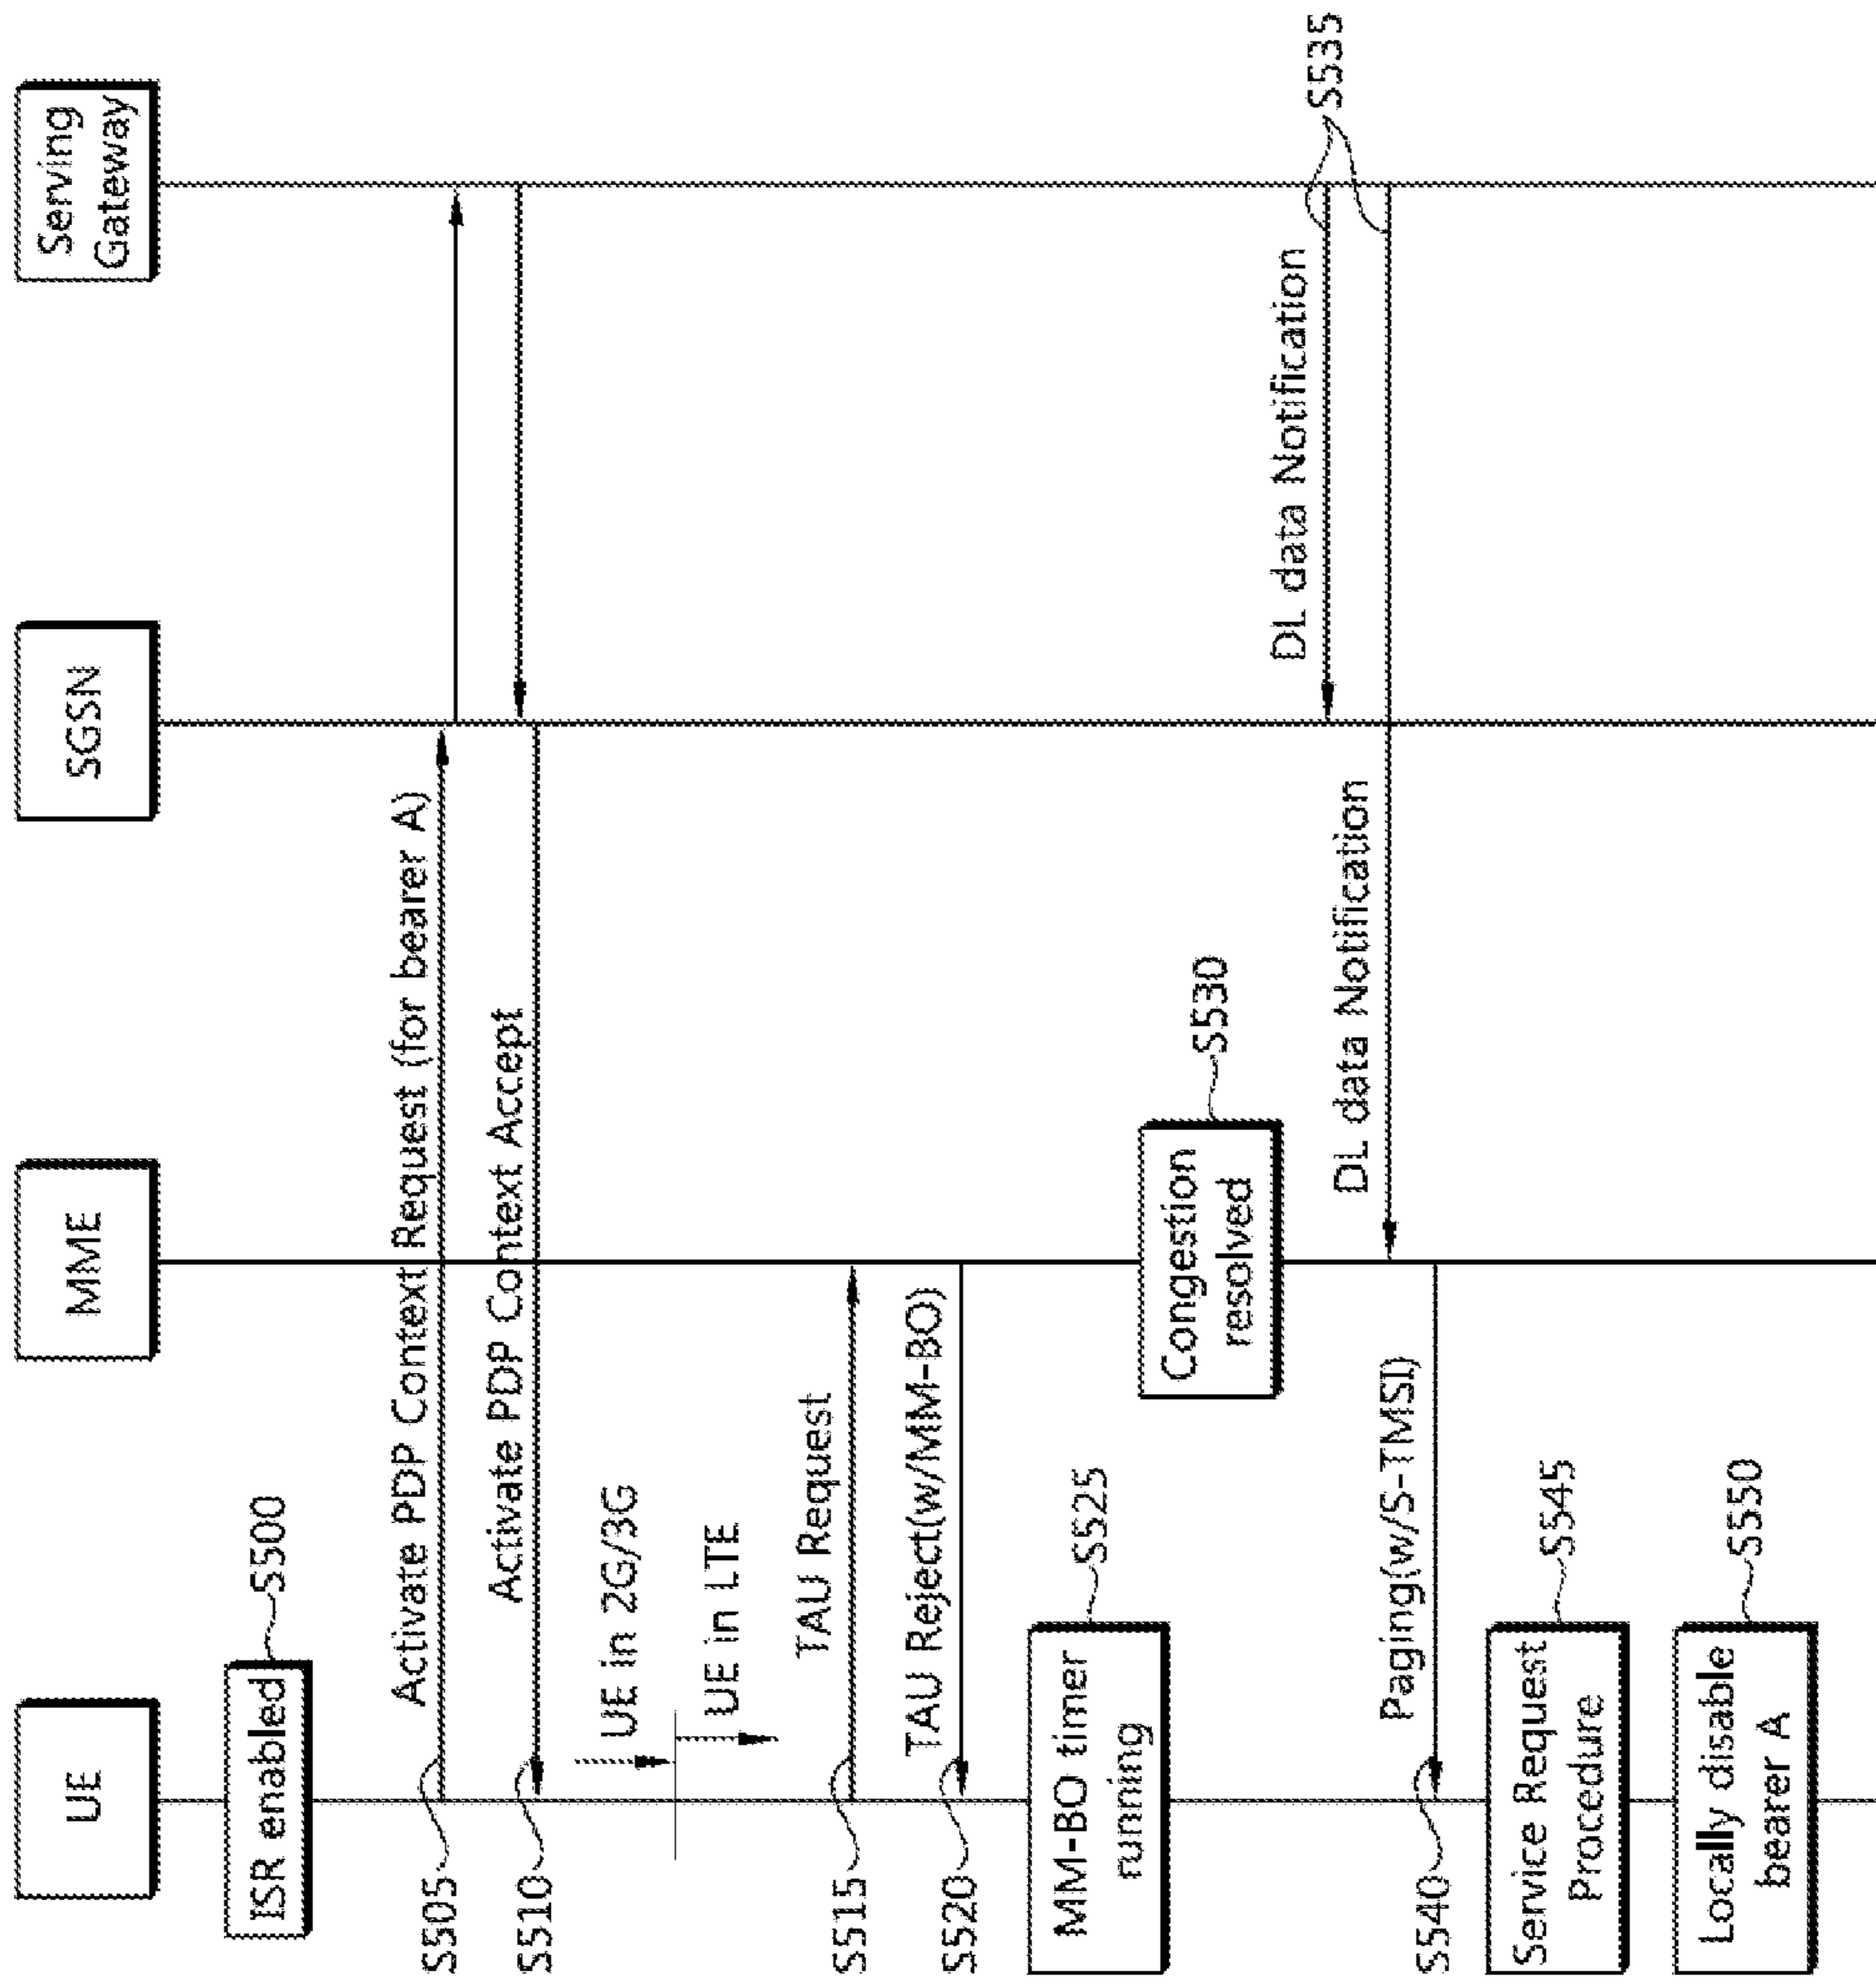 UE
MME
SGSN
Serving
Gateway
ISR enabled
S500
Activate PDP Context Request (for bearer A)
S505
Activate PDP Context Accept
S510
UE in 2G/3G
UE in LTE
TAU Request
S515
TAU Reject(w/MM-BO)
S520
MM-BO timer
running
S525
Congestion
resolved
S530
DL data Notification
S535
DL data Notification
Paging(w/S-TMSI)
S540
Service Request
Procedure
S545
Locally disable
bearer A
S550